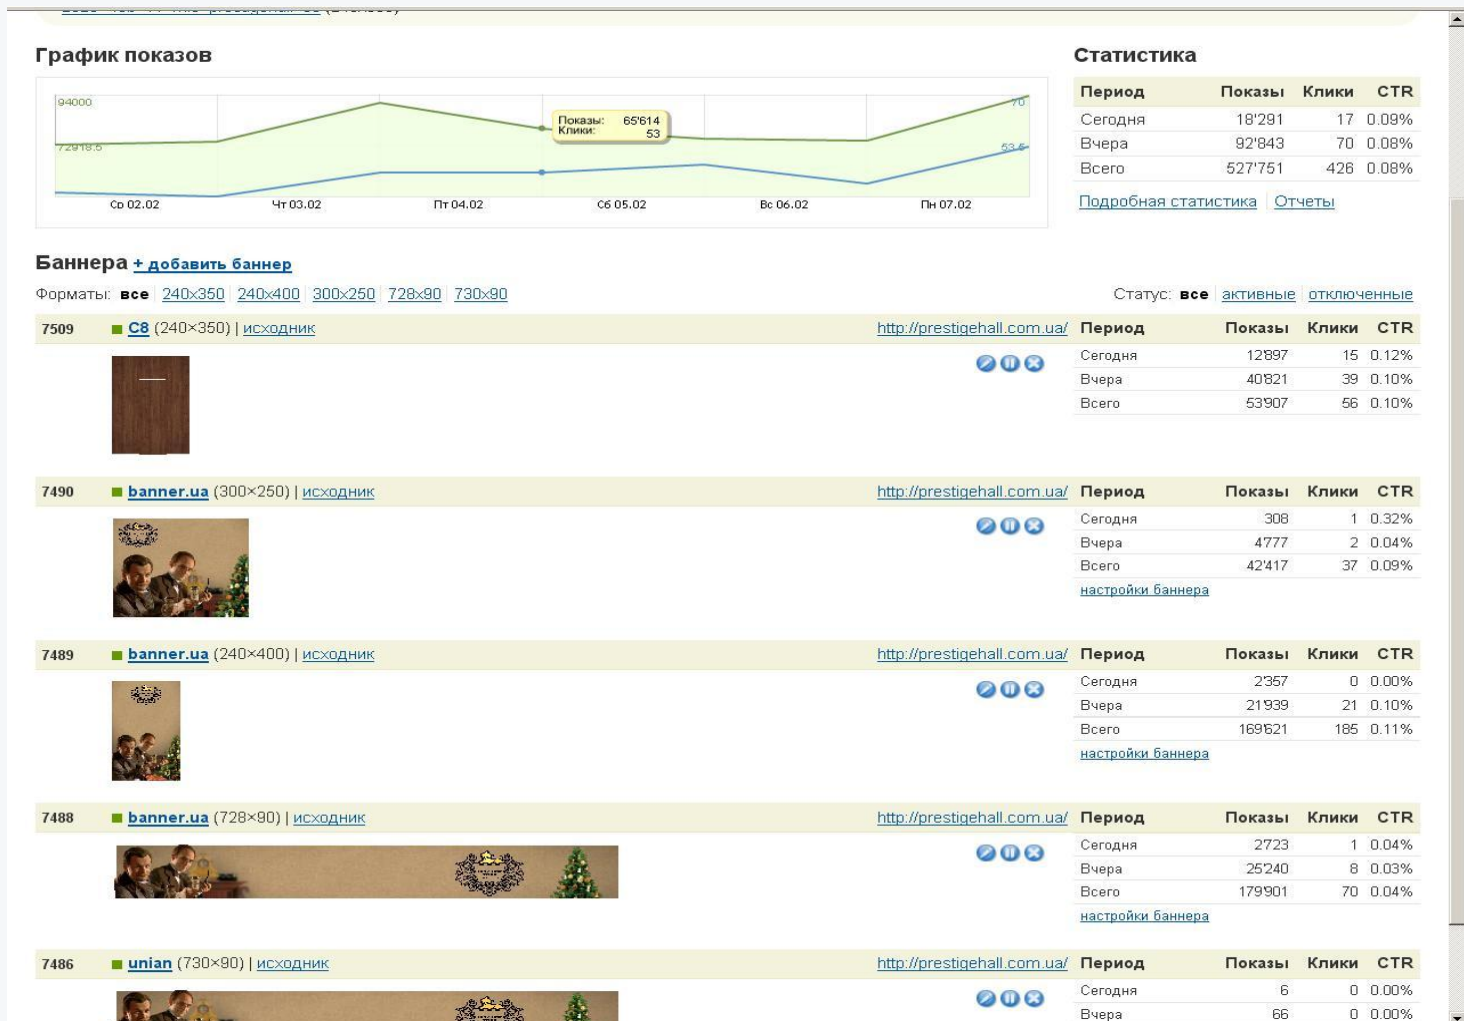 График показов
Статистика
94000
72918.5
70
53.5
Показы: 65'614
Клики: 53
Ср 02.02 Чт 03.02 Пт 04.02 Сб 05.02 Вс 06.02 Пн 07.02
Период Показы Клики CTR
Сегодня 18'291 17 0.09%
Вчера 92'843 70 0.08%
Всего 527'751 426 0.08%
Подробная статистика Отчеты
Баннера + добавить баннер
Форматы: все 240x350 240x400 300x250 728x90 730x90
Статус: все активные отключенные
7509 C8 (240×350) | исходник http://prestigehall.com.ua/ Период Показы Клики CTR
Сегодня 12'897 15 0.12%
Вчера 40'821 39 0.10%
Всего 53'907 56 0.10%
7490 banner.ua (300×250) | исходник http://prestigehall.com.ua/ Период Показы Клики CTR
Сегодня 308 1 0.32%
Вчера 4'777 2 0.04%
Всего 42'417 37 0.09%
настройки баннера
7489 banner.ua (240×400) | исходник http://prestigehall.com.ua/ Период Показы Клики CTR
Сегодня 2'357 0 0.00%
Вчера 21'939 21 0.10%
Всего 169'621 185 0.11%
настройки баннера
7488 banner.ua (728×90) | исходник http://prestigehall.com.ua/ Период Показы Клики CTR
Сегодня 2'723 1 0.04%
Вчера 25'240 8 0.03%
Всего 179'901 70 0.04%
настройки баннера
7486 unian (730×90) | исходник http://prestigehall.com.ua/ Период Показы Клики CTR
Сегодня 6 0 0.00%
Вчера 66 0 0.00%